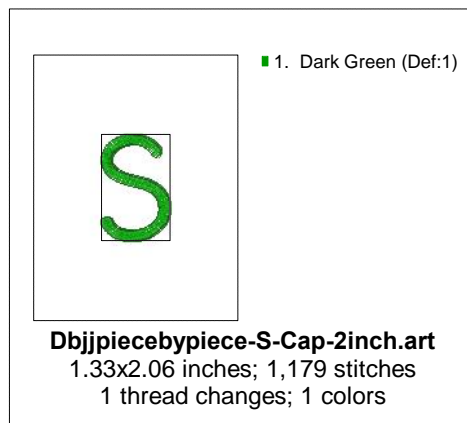 1. Dark Green (Def:1)
S
Dbjjpiecebypiece-S-Cap-2inch.art
1.33x2.06 inches; 1,179 stitches
1 thread changes; 1 colors